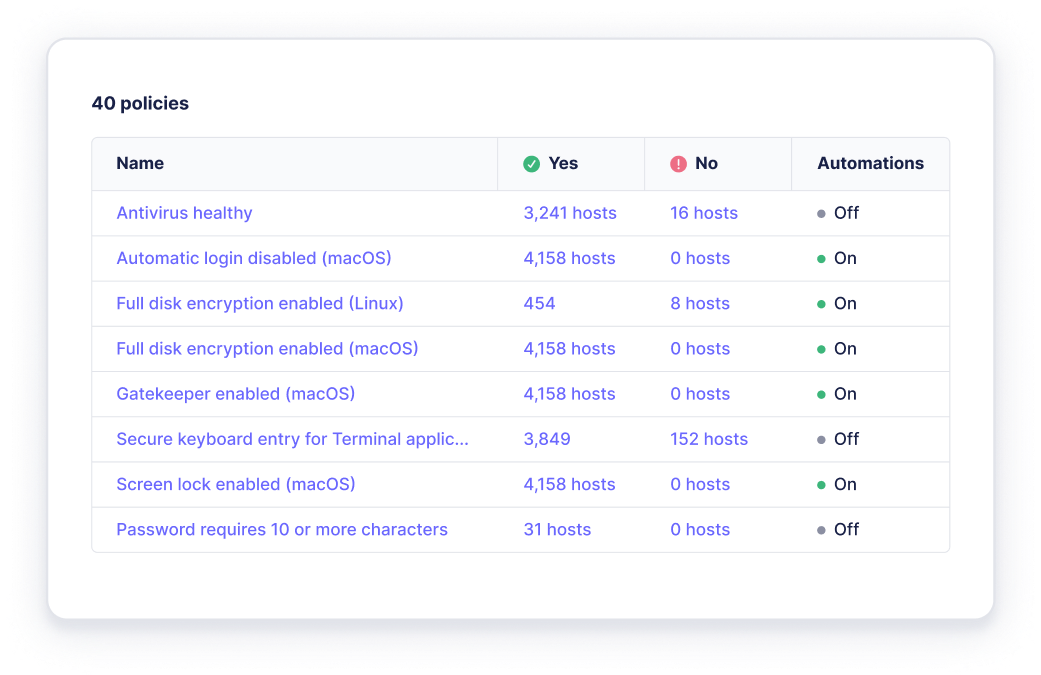 40 policies
Name Yes No Automations
Antivirus healthy 3,241 hosts 16 hosts Off
Automatic login disabled (macOS) 4,158 hosts 0 hosts On
Full disk encryption enabled (Linux) 454 8 hosts On
Full disk encryption enabled (macOS) 4,158 hosts 0 hosts On
Gatekeeper enabled (macOS) 4,158 hosts 0 hosts On
Secure keyboard entry for Terminal applic... 3,849 152 hosts Off
Screen lock enabled (macOS) 4,158 hosts 0 hosts On
Password requires 10 or more characters 31 hosts 0 hosts Off